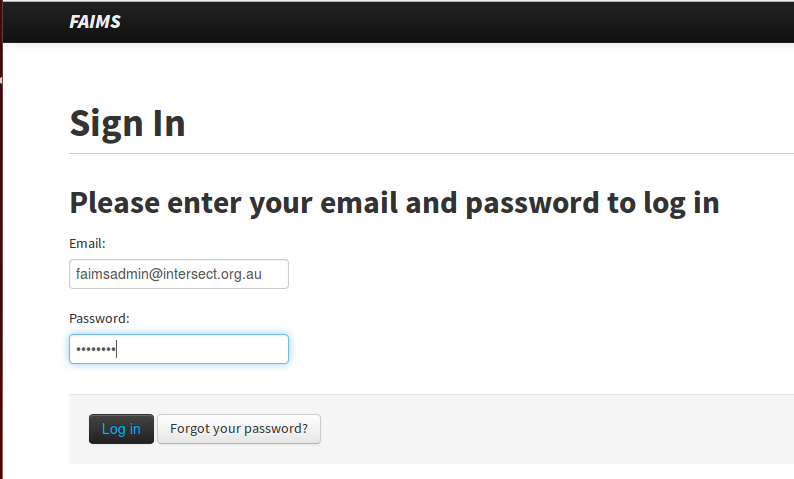 FAIMS
Sign In
Please enter your email and password to log in
Email:
faimsadmin@intersect.org.au
Password:
••••••••
Log in Forgot your password?